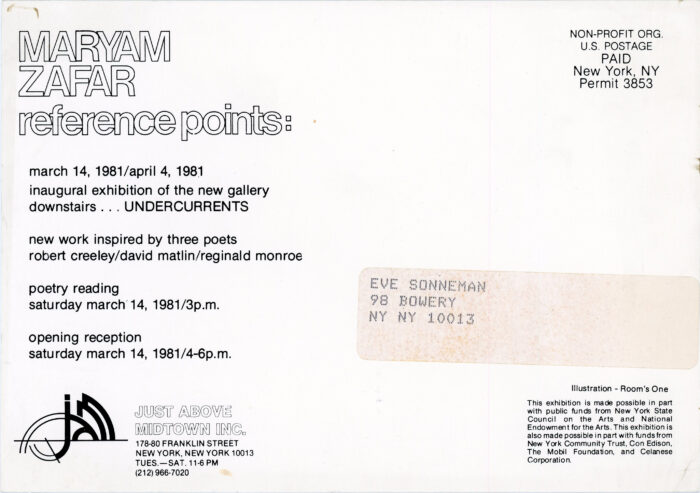 MARYAM
ZAFAR
reference points:
march 14, 1981/april 4, 1981
inaugural exhibition of the new gallery
downstairs . . . UNDERCURRENTS
new work inspired by three poets
robert creeley/david matlin/reginald monroe
poetry reading
saturday march 14, 1981/3p.m.
opening reception
saturday march 14, 1981/4-6p.m.
jam
JUST ABOVE
MIDTOWN INC.
178-80 FRANKLIN STREET
NEW YORK, NEW YORK 10013
TUES.—SAT. 11-6 PM
(212) 966-7020
NON-PROFIT ORG.
U.S. POSTAGE
PAID
New York, NY
Permit 3853
EVE SONNEMAN
98 BOWERY
NY NY 10013
Illustration - Room's One
This exhibition is made possible in part
with public funds from New York State
Council on the Arts and National
Endowment for the Arts. This exhibition is
also made possible in part with funds from
New York Community Trust, Con Edison,
The Mobil Foundation, and Celanese
Corporation.